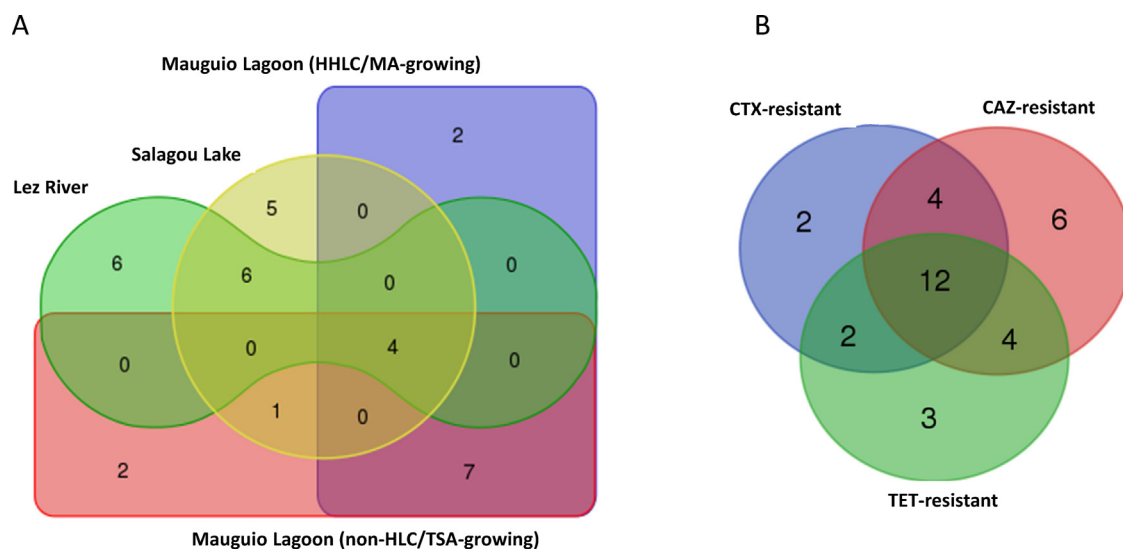 A
B
Mauguio Lagoon (HHLC/MA-growing)
CTX-resistant
CAZ-resistant
Salagou Lake
Lez River
2
5
0
6
6
0
0
0
0
4
0
1
0
2
7
Mauguio Lagoon (non-HLC/TSA-growing)
2
4
6
12
2
4
3
TET-resistant